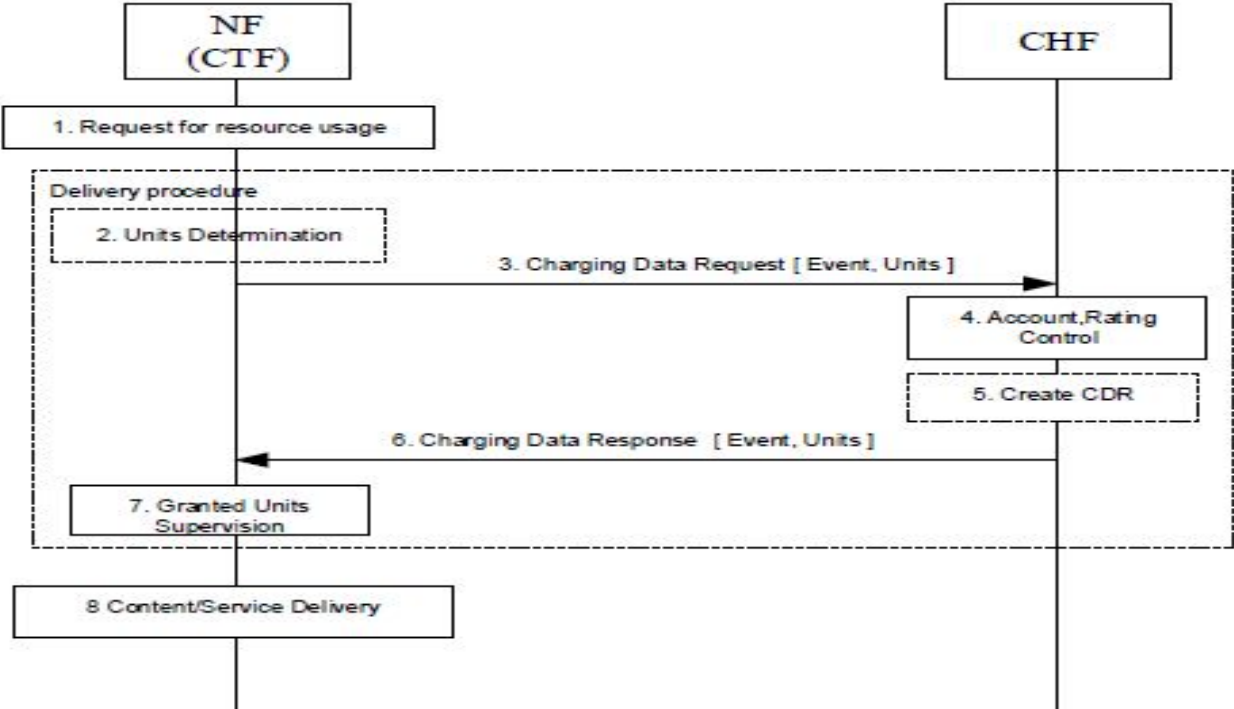 NF
(CTF)
CHF
1. Request for resource usage
Delivery procedure
2. Units Determination
3. Charging Data Request [ Event, Units ]
4. Account,Rating
Control
5. Create CDR
6. Charging Data Response [ Event, Units ]
7. Granted Units
Supervision
8 Content/Service Delivery